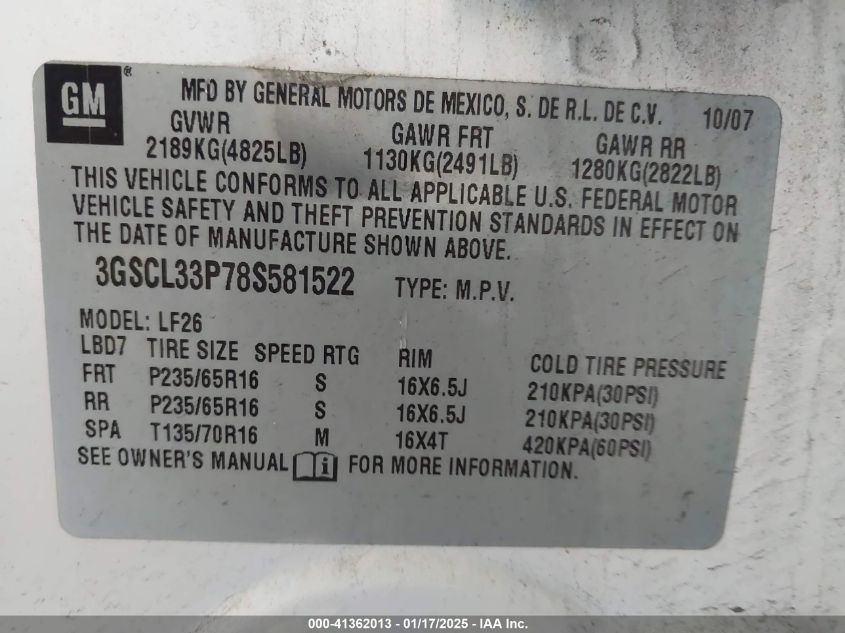 GM ®
MFD BY GENERAL MOTORS DE MEXICO, S. DE R.L. DE C.V. 10/07
GVWR GAWR FRT GAWR RR
2189KG(4825LB) 1130KG(2491LB) 1280KG(2822LB)
THIS VEHICLE CONFORMS TO ALL APPLICABLE U.S. FEDERAL MOTOR
VEHICLE SAFETY AND THEFT PREVENTION STANDARDS IN EFFECT ON
THE DATE OF MANUFACTURE SHOWN ABOVE.
3GSCL33P78S581522 TYPE: M.P.V.
MODEL: LF26
LBD7 TIRE SIZE SPEED RTG RIM COLD TIRE PRESSURE
FRT P235/65R16 S 16X6.5J 210KPA(30PSI)
RR P235/65R16 S 16X6.5J 210KPA(30PSI)
SPA T135/70R16 M 16X4T 420KPA(60PSI)
SEE OWNER'S MANUAL i FOR MORE INFORMATION.
000-41362013 - 01/17/2025 - IAA Inc.